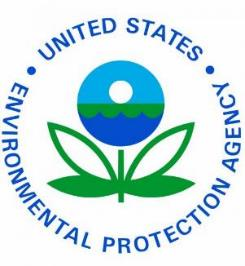 UNITED STATES
ENVIRONMENTAL PROTECTION AGENCY